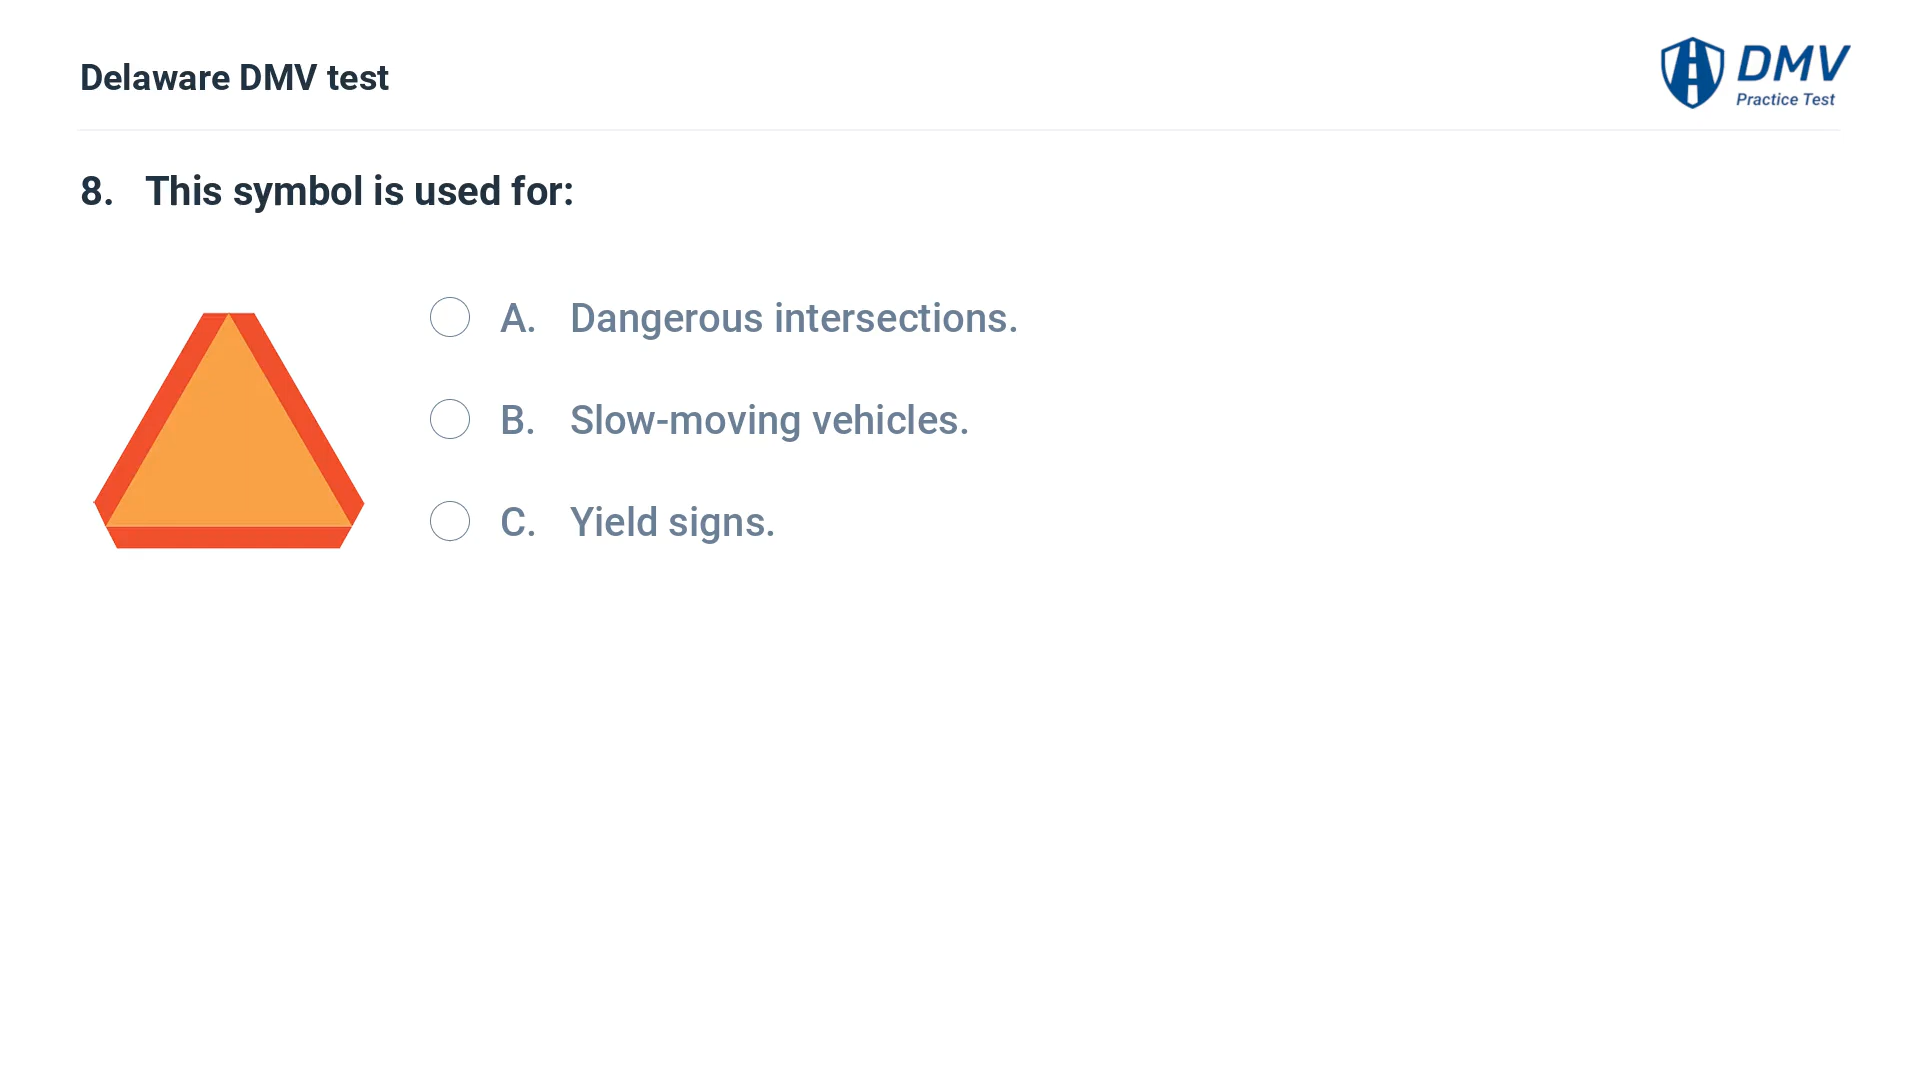 Delaware DMV test
DMV
Practice Test
8. This symbol is used for:
A. Dangerous intersections.
B. Slow-moving vehicles.
C. Yield signs.